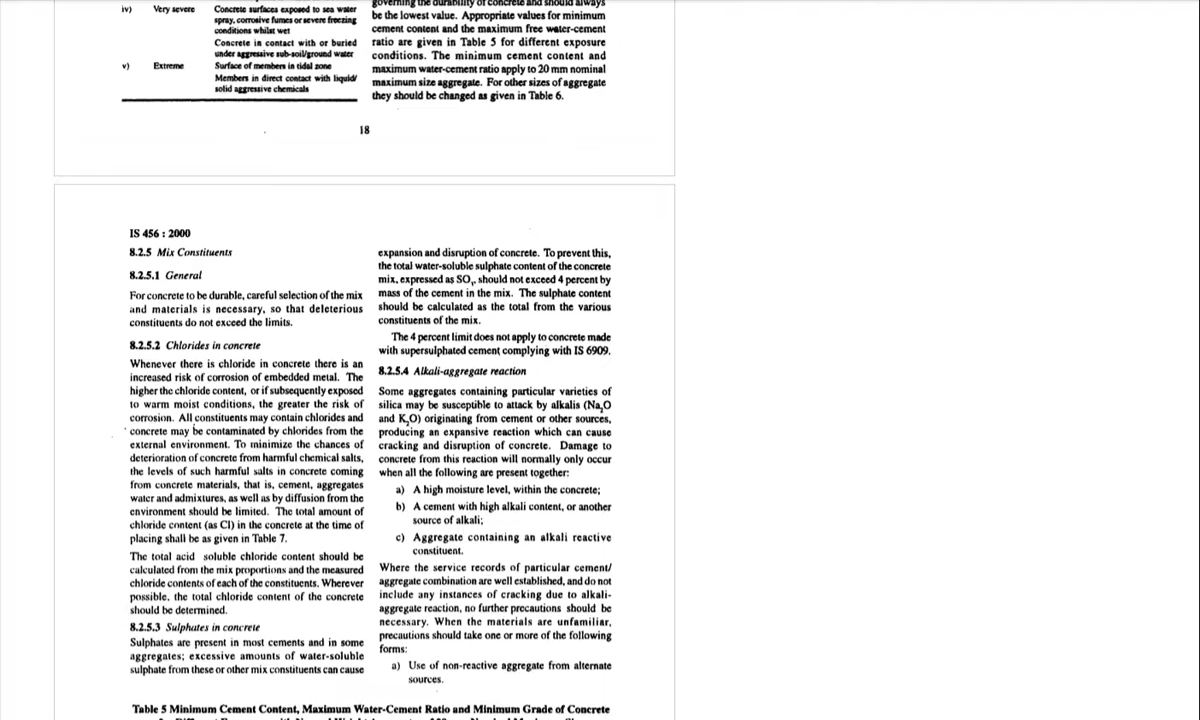 iv) Very severe Concrete surfaces exposed to sea water
spray, corrosive fumes or severe freezing
conditions whilst wet
Concrete in contact with or buried
under aggressive sub-soil/ground water
v) Extreme Surface of members in tidal zone
Members in direct contact with liquid/
solid aggressive chemicals
governing the durability of concrete and should always
be the lowest value. Appropriate values for minimum
cement content and the maximum free water-cement
ratio are given in Table 5 for different exposure
conditions. The minimum cement content and
maximum water-cement ratio apply to 20 mm nominal
maximum size aggregate. For other sizes of aggregate
they should be changed as given in Table 6.
18
IS 456 : 2000
8.2.5 Mix Constituents
8.2.5.1 General
For concrete to be durable, careful selection of the mix
and materials is necessary, so that deleterious
constituents do not exceed the limits.
8.2.5.2 Chlorides in concrete
Whenever there is chloride in concrete there is an
increased risk of corrosion of embedded metal. The
higher the chloride content, or if subsequently exposed
to warm moist conditions, the greater the risk of
corrosion. All constituents may contain chlorides and
concrete may be contaminated by chlorides from the
external environment. To minimize the chances of
deterioration of concrete from harmful chemical salts,
the levels of such harmful salts in concrete coming
from concrete materials, that is, cement, aggregates
water and admixtures, as well as by diffusion from the
environment should be limited. The total amount of
chloride content (as Cl) in the concrete at the time of
placing shall be as given in Table 7.
The total acid soluble chloride content should be
calculated from the mix proportions and the measured
chloride contents of each of the constituents. Wherever
possible, the total chloride content of the concrete
should be determined.
8.2.5.3 Sulphates in concrete
Sulphates are present in most cements and in some
aggregates; excessive amounts of water-soluble
sulphate from these or other mix constituents can cause
expansion and disruption of concrete. To prevent this,
the total water-soluble sulphate content of the concrete
mix, expressed as SO₃, should not exceed 4 percent by
mass of the cement in the mix. The sulphate content
should be calculated as the total from the various
constituents of the mix.
The 4 percent limit does not apply to concrete made
with supersulphated cement complying with IS 6909.
8.2.5.4 Alkali-aggregate reaction
Some aggregates containing particular varieties of
silica may be susceptible to attack by alkalis (Na₂O
and K₂O) originating from cement or other sources,
producing an expansive reaction which can cause
cracking and disruption of concrete. Damage to
concrete from this reaction will normally only occur
when all the following are present together:
a) A high moisture level, within the concrete;
b) A cement with high alkali content, or another
source of alkali;
c) Aggregate containing an alkali reactive
constituent.
Where the service records of particular cement/
aggregate combination are well established, and do not
include any instances of cracking due to alkali-
aggregate reaction, no further precautions should be
necessary. When the materials are unfamiliar,
precautions should take one or more of the following
forms:
a) Use of non-reactive aggregate from alternate
sources.
Table 5 Minimum Cement Content, Maximum Water-Cement Ratio and Minimum Grade of Concrete